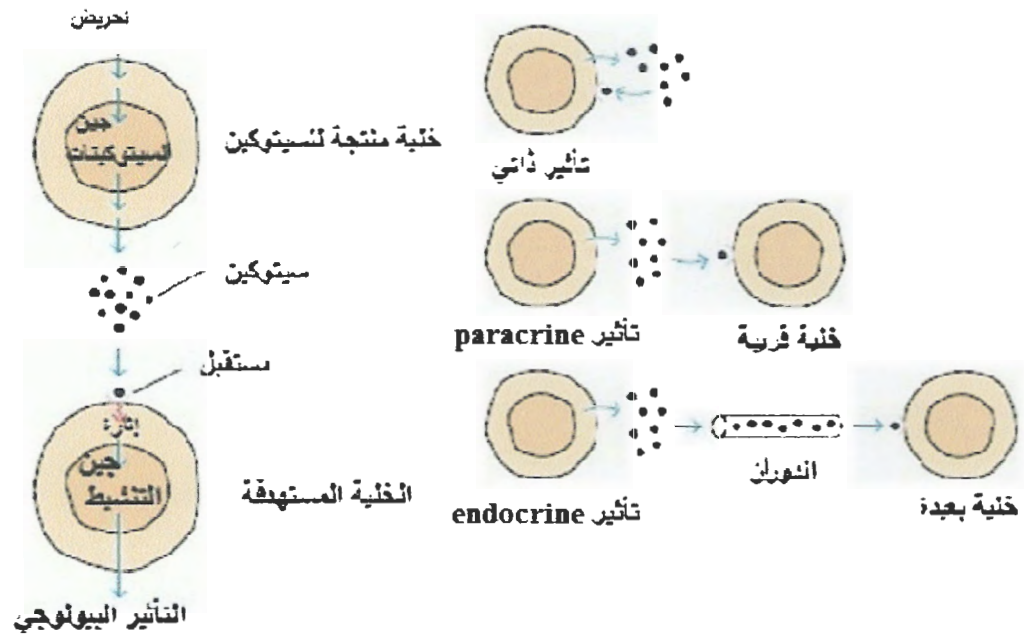 تحريض
جين
السيتوكينات
خلية منتجة لسيتوكين
سيتوكين
مستقبل
إثارة
جين
التنشيط
الخلية المستهدفة
التأثير البيولوجي
تأثير ذاتي
تأثير paracrine
خلية قريبة
تأثير endocrine
الدوران
خلية بعيدة